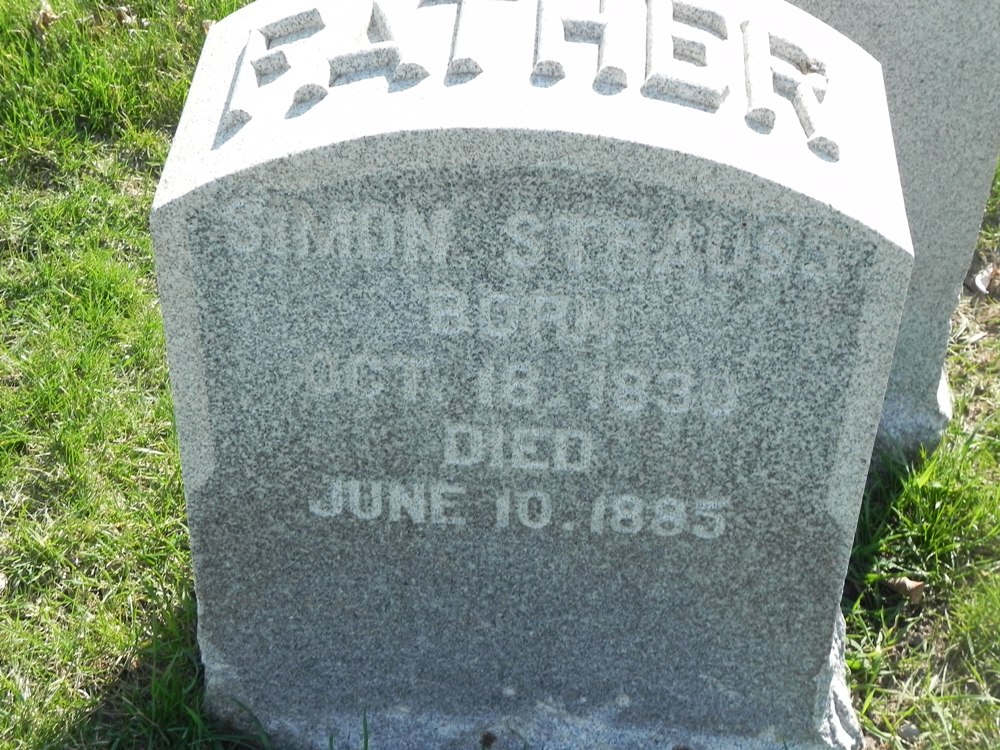 FATHER
SIMON STRAUSS
BORN
OCT. 18. 1830
DIED
JUNE 10. 1885